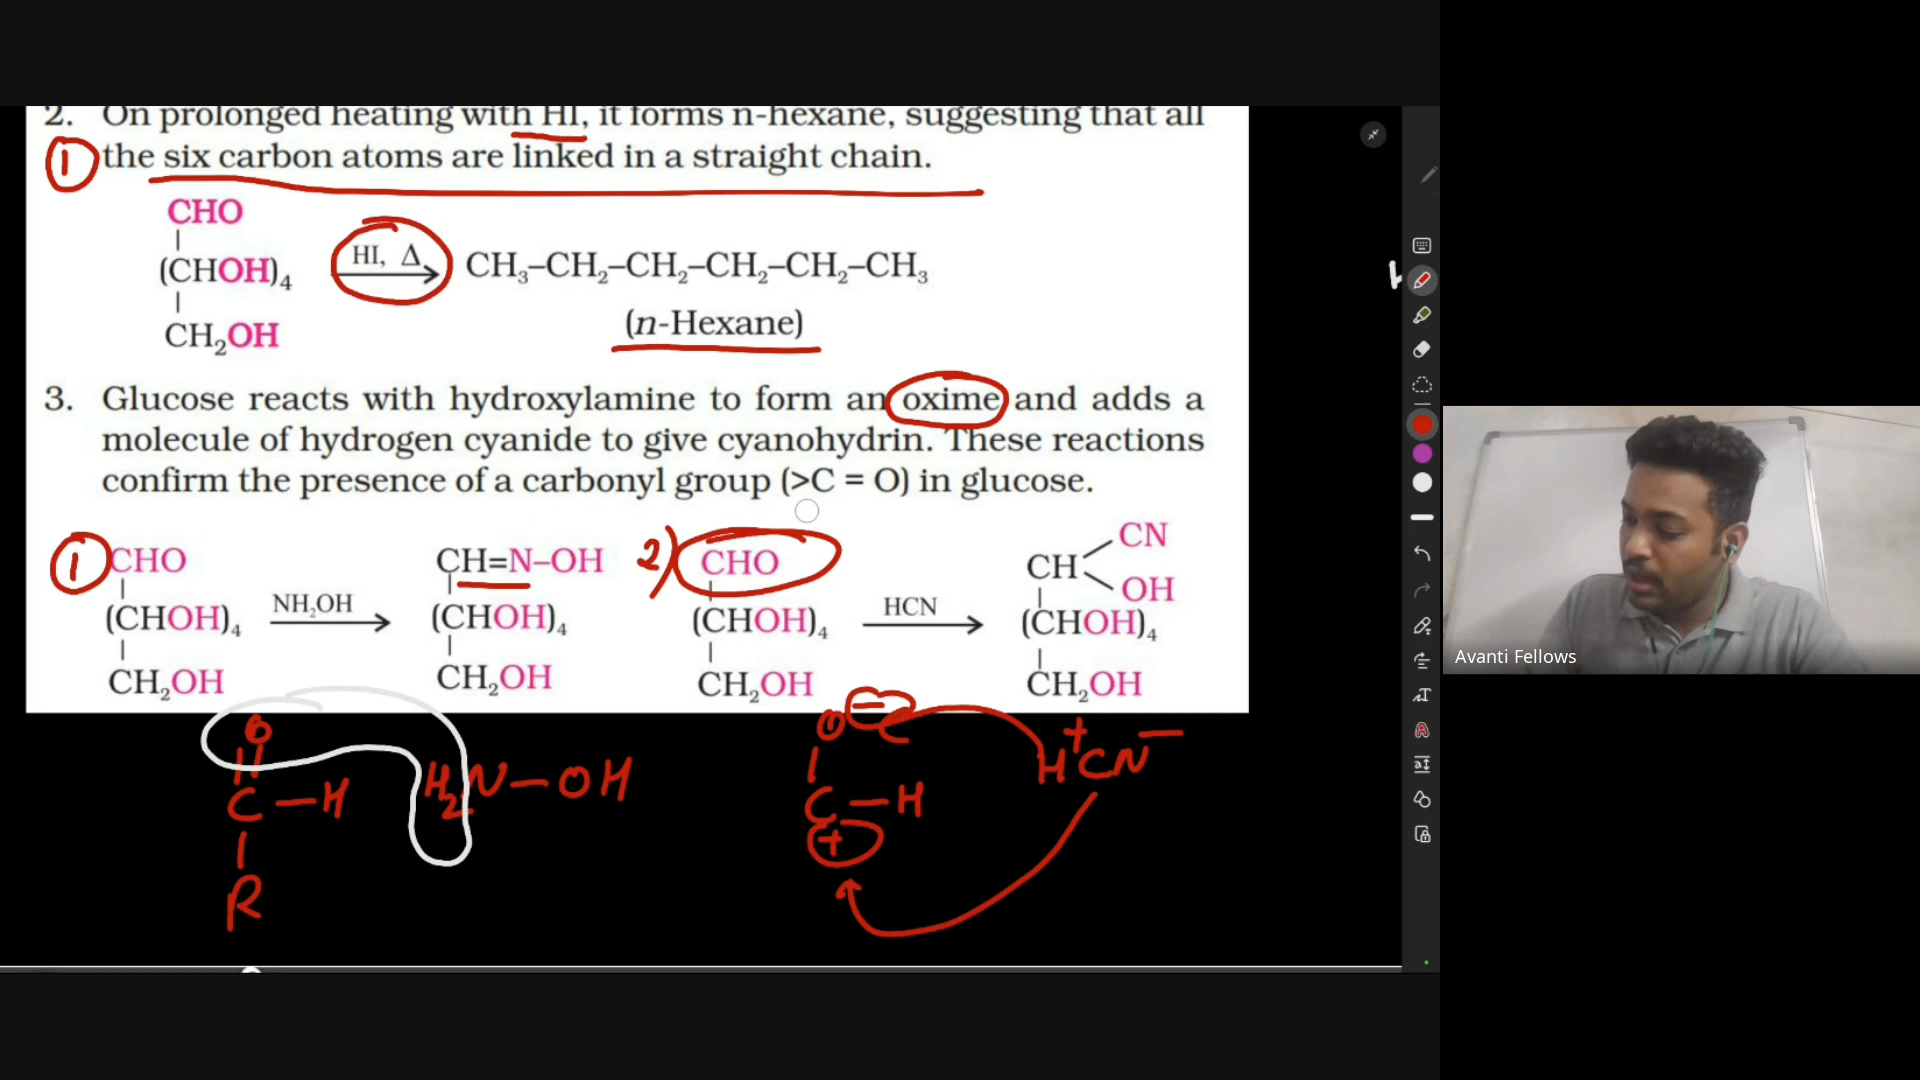 2. On prolonged heating with HI, it forms n-hexane, suggesting that all
1 the six carbon atoms are linked in a straight chain.
CHO
(CHOH)4 HI, Δ CH3–CH2–CH2–CH2–CH2–CH3
CH2OH (n-Hexane)
3. Glucose reacts with hydroxylamine to form an oxime and adds a
molecule of hydrogen cyanide to give cyanohydrin. These reactions
confirm the presence of a carbonyl group (>C = O) in glucose.
1 CHO CH=N–OH 2) CHO CH CN OH
(CHOH)4 NH2OH (CHOH)4 (CHOH)4 HCN (CHOH)4
CH2OH CH2OH CH2OH CH2OH
O H2N–OH O − H+ CN−
C–H C–H
R +
Avanti Fellows